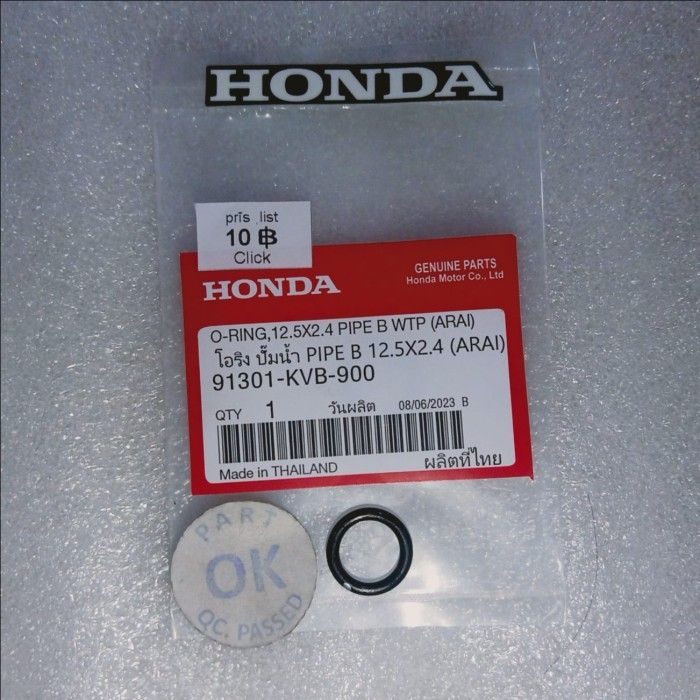 HONDA
prīs list
10 ฿
Click
GENUINE PARTS
HONDA
Honda Motor Co., Ltd
O-RING,12.5X2.4 PIPE B WTP (ARAI)
โอริง ปั๊มน้ำ PIPE B 12.5X2.4 (ARAI)
91301-KVB-900
QTY 1 วันผลิต 08/06/2023 B
Made in THAILAND
ผลิตที่ไทย
PART
OK
QC. PASSED